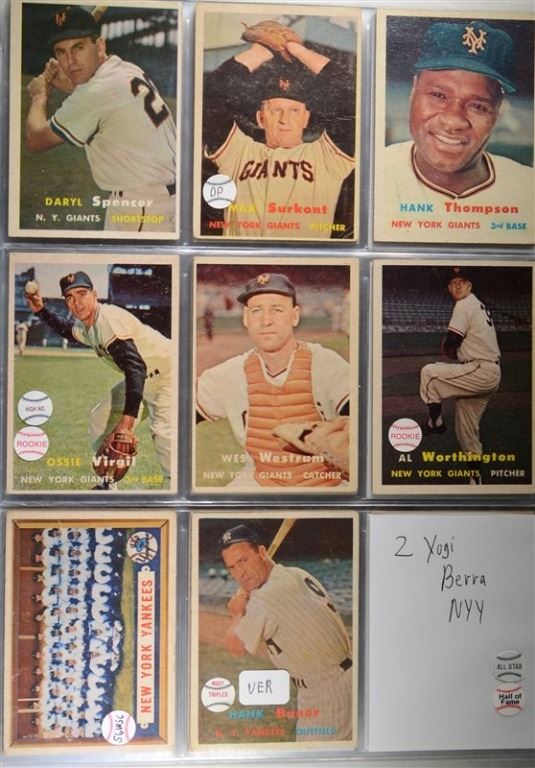 DARYL Spencer
N. Y. GIANTS SHORTSTOP
GIANTS
DP
MAX Surkont
NEW YORK GIANTS PITCHER
HANK Thompson
NEW YORK GIANTS 3rd BASE
HIGH NO.
ROOKIE
OSSIE Virgil
NEW YORK GIANTS 3rd BASE
WES Westrum
NEW YORK GIANTS CATCHER
ROOKIE
AL Worthington
NEW YORK GIANTS PITCHER
NEW YORK YANKEES
56WSC
MOST TRIPLES
VER
HANK Bauer
N. Y. YANKEES OUTFIELD
2 Yogi
Berra
NYY
ALL STAR
Hall of Fame